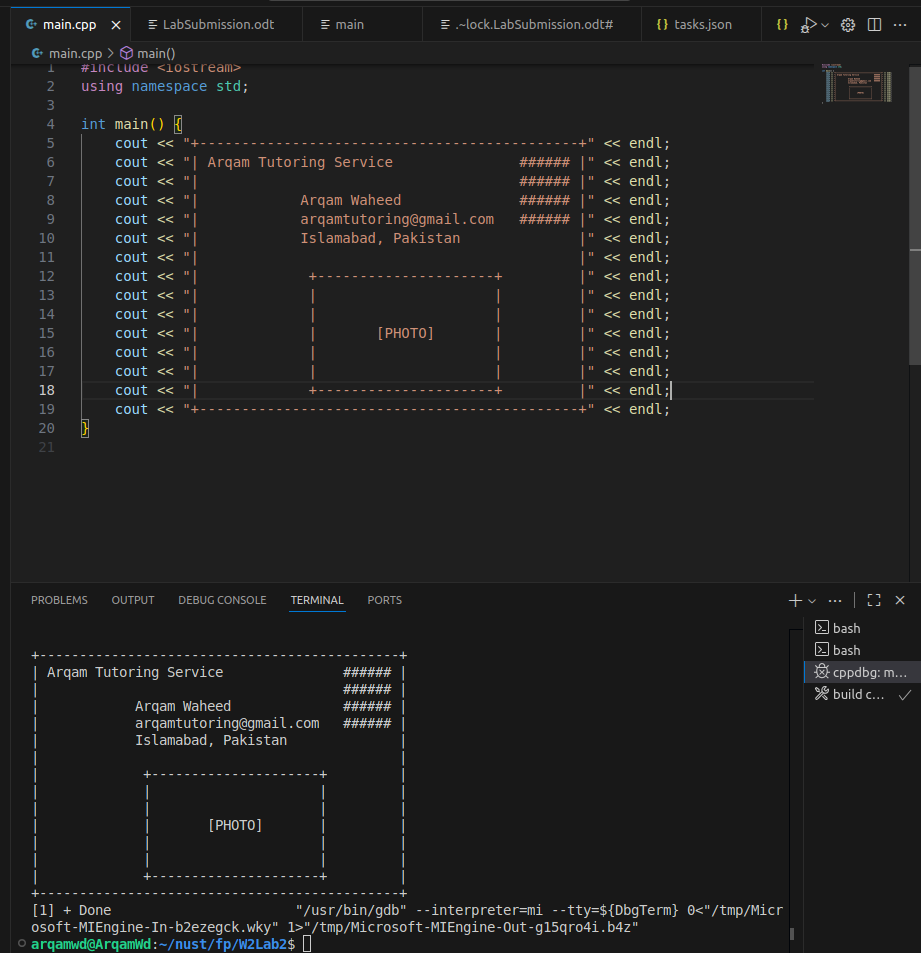 main.cpp LabSubmission.odt main .~lock.LabSubmission.odt# tasks.json
main.cpp > main()
1 #include <iostream>
2 using namespace std;
3
4 int main() {
5     cout << "+---------------------------------------------+" << endl;
6     cout << "| Arqam Tutoring Service               ###### |" << endl;
7     cout << "|                                      ###### |" << endl;
8     cout << "|            Arqam Waheed              ###### |" << endl;
9     cout << "|            arqamtutoring@gmail.com   ###### |" << endl;
10     cout << "|            Islamabad, Pakistan              |" << endl;
11     cout << "|                                             |" << endl;
12     cout << "|             +---------------------+         |" << endl;
13     cout << "|             |                     |         |" << endl;
14     cout << "|             |                     |         |" << endl;
15     cout << "|             |       [PHOTO]       |         |" << endl;
16     cout << "|             |                     |         |" << endl;
17     cout << "|             |                     |         |" << endl;
18     cout << "|             +---------------------+         |" << endl;
19     cout << "+---------------------------------------------+" << endl;
20 }
21
PROBLEMS OUTPUT DEBUG CONSOLE TERMINAL PORTS
+---------------------------------------------+
| Arqam Tutoring Service               ###### |
|                                      ###### |
|            Arqam Waheed              ###### |
|            arqamtutoring@gmail.com   ###### |
|            Islamabad, Pakistan              |
|                                             |
|             +---------------------+         |
|             |                     |         |
|             |                     |         |
|             |       [PHOTO]       |         |
|             |                     |         |
|             |                     |         |
|             +---------------------+         |
+---------------------------------------------+
[1] + Done                       "/usr/bin/gdb" --interpreter=mi --tty=${DbgTerm} 0<"/tmp/Micr
osoft-MIEngine-In-b2ezegck.wky" 1>"/tmp/Microsoft-MIEngine-Out-g15qro4i.b4z"
arqamwd@ArqamWd:~/nust/fp/W2Lab2$
bash
bash
cppdbg: m...
build c...